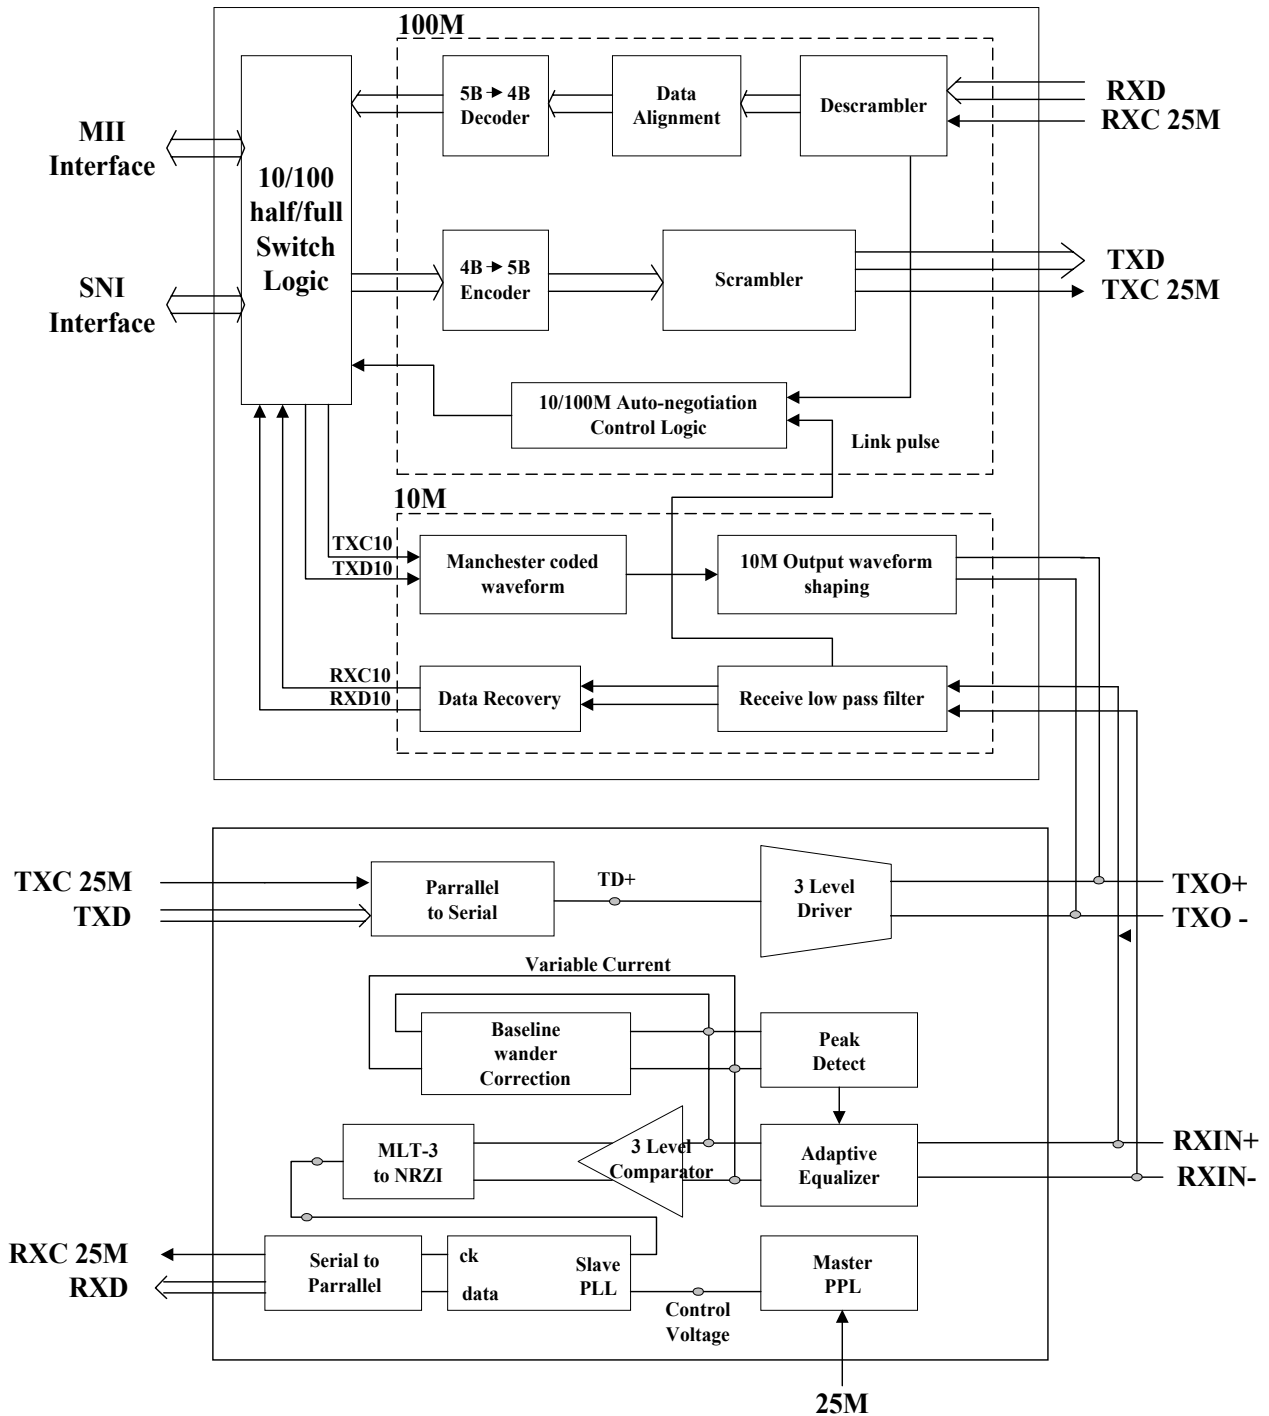 100M
5B → 4B
Decoder
Data
Alignment
Descrambler
RXD
RXC 25M
MII
Interface
10/100
half/full
Switch
Logic
4B → 5B
Encoder
Scrambler
TXD
TXC 25M
SNI
Interface
10/100M Auto-negotiation
Control Logic
Link pulse
10M
TXC10
TXD10
Manchester coded
waveform
10M Output waveform
shaping
RXC10
RXD10
Data Recovery
Receive low pass filter
TXC 25M
TXD
Parrallel
to Serial
TD+
3 Level
Driver
TXO+
TXO -
Variable Current
Baseline
wander
Correction
Peak
Detect
MLT-3
to NRZI
3 Level
Comparator
Adaptive
Equalizer
RXIN+
RXIN-
RXC 25M
RXD
Serial to
Parrallel
ck
data
Slave
PLL
Control
Voltage
Master
PPL
25M